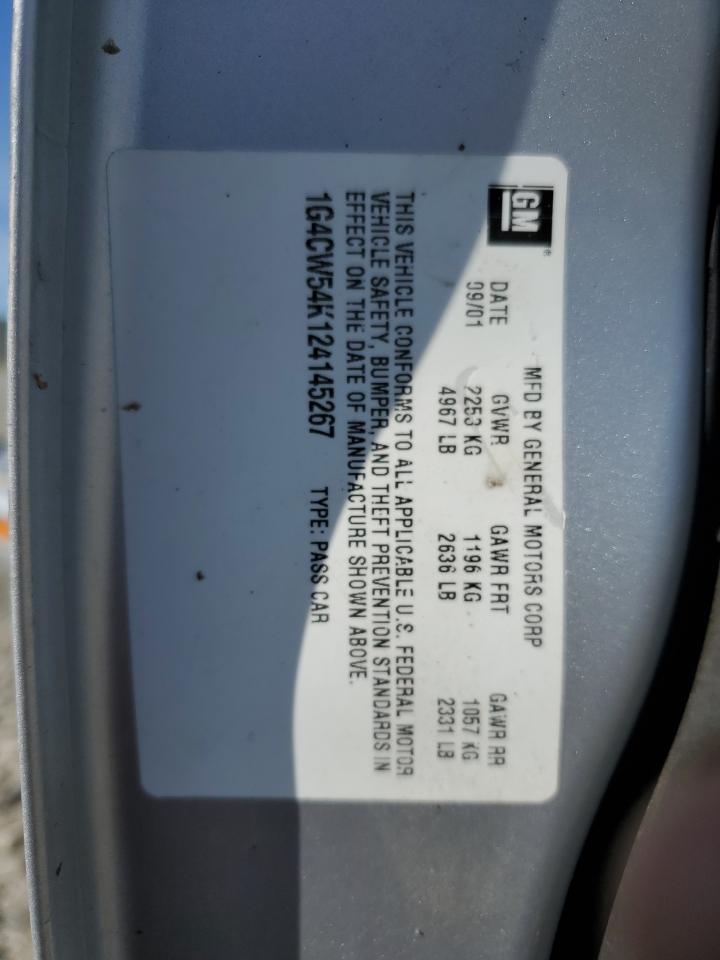 GM®
MFD BY GENERAL MOTORS CORP
DATE GVWR GAWR FRT GAWR RR
09/01 2253 KG 1196 KG 1057 KG
4967 LB 2636 LB 2331 LB
THIS VEHICLE CONFORMS TO ALL APPLICABLE U.S. FEDERAL MOTOR
VEHICLE SAFETY, BUMPER, AND THEFT PREVENTION STANDARDS IN
EFFECT ON THE DATE OF MANUFACTURE SHOWN ABOVE.
1G4CW54K124145267 TYPE: PASS CAR